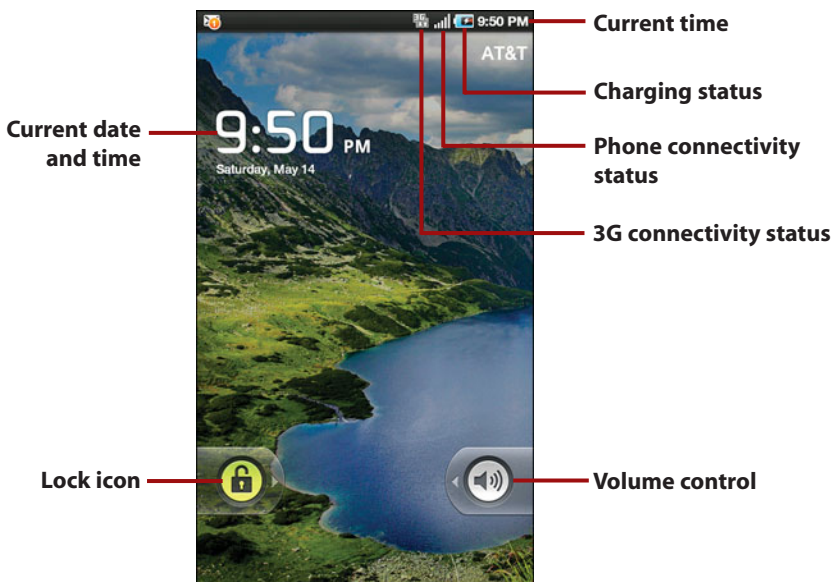 3G
9:50 PM
Current time
AT&T
Charging status
Current date
and time
9:50 PM
Saturday, May 14
Phone connectivity
status
3G connectivity status
Lock icon
Volume control